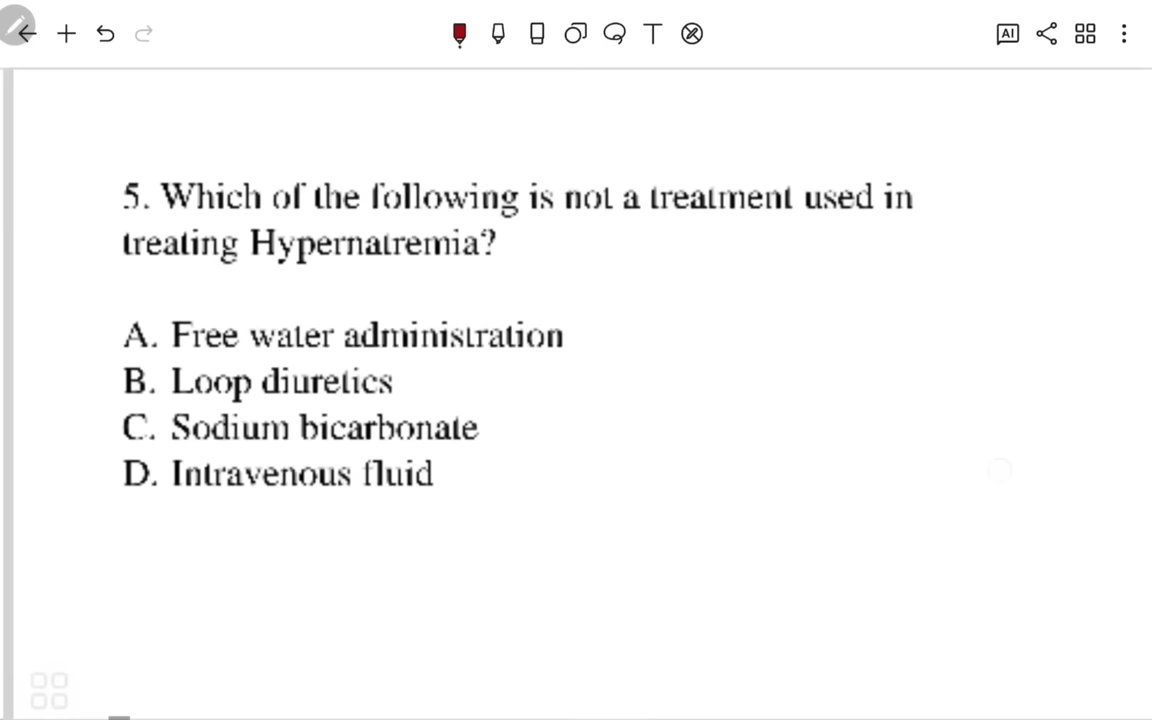 AI
T
5. Which of the following is not a treatment used in
treating Hypernatremia?
A. Free water administration
B. Loop diuretics
C. Sodium bicarbonate
D. Intravenous fluid